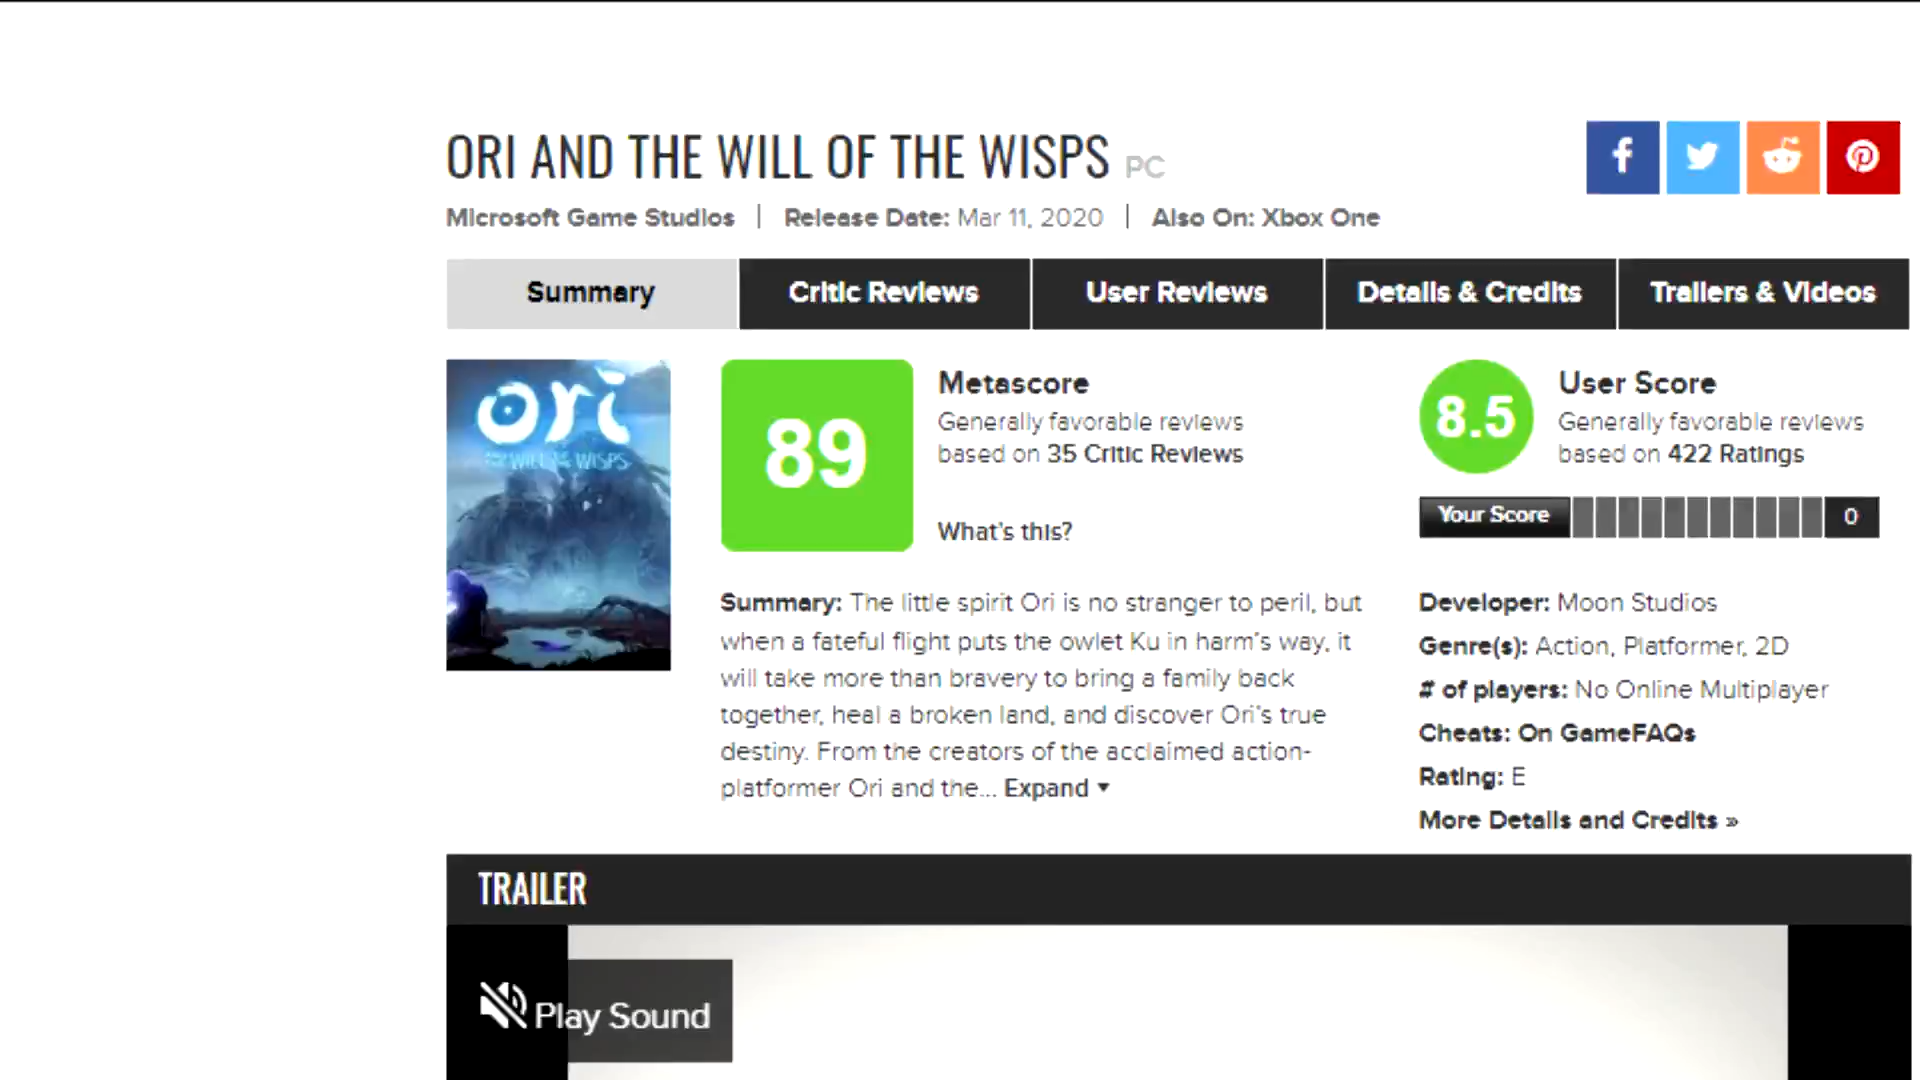 ORI AND THE WILL OF THE WISPS PC
Microsoft Game Studios | Release Date: Mar 11, 2020 | Also On: Xbox One
Summary
Critic Reviews
User Reviews
Details & Credits
Trailers & Videos
ori
AND THE WILL OF THE WISPS
89
Metascore
Generally favorable reviews
based on 35 Critic Reviews
What's this?
8.5
User Score
Generally favorable reviews
based on 422 Ratings
Your Score
0
Summary: The little spirit Ori is no stranger to peril, but
when a fateful flight puts the owlet Ku in harm's way, it
will take more than bravery to bring a family back
together, heal a broken land, and discover Ori's true
destiny. From the creators of the acclaimed action-
platformer Ori and the... Expand ▼
Developer: Moon Studios
Genre(s): Action, Platformer, 2D
# of players: No Online Multiplayer
Cheats: On GameFAQs
Rating: E
More Details and Credits »
TRAILER
Play Sound